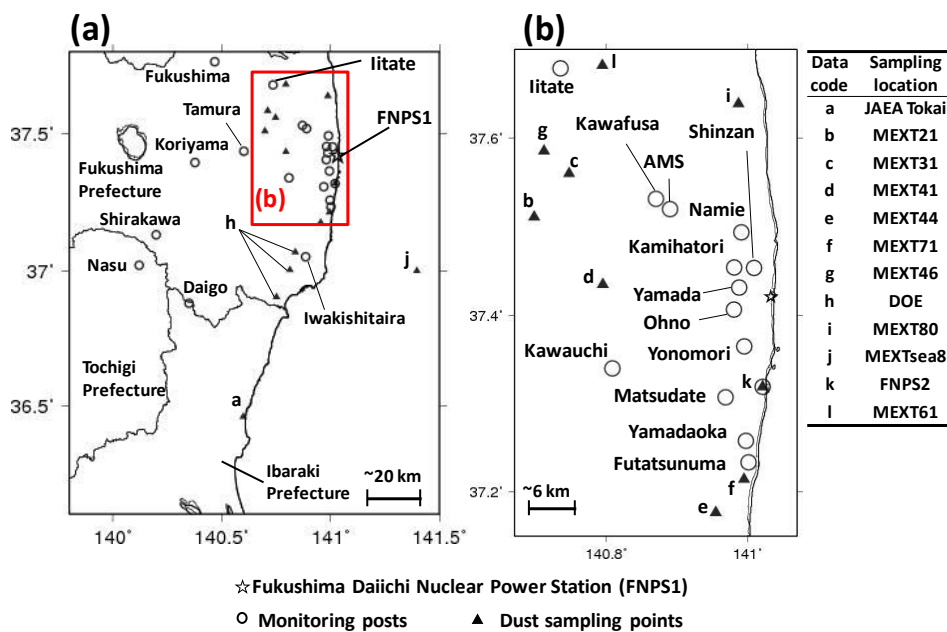 (a)
Fukushima
Iitate
Tamura
FNPS1
Koriyama
Fukushima
Prefecture
(b)
Shirakawa
h
j
Nasu
Daigo
Iwakishitaira
Tochigi
Prefecture
a
Ibaraki
Prefecture
~20 km
37.5˚
37˚
36.5˚
140˚ 140.5˚ 141˚ 141.5˚
(b)
l
Iitate
i
Kawafusa
Shinzan
g
AMS
c
b
Namie
Kamihatori
d
Yamada
Ohno
Kawauchi
Yonomori
k
Matsudate
Yamadaoka
Futatsunuma
f
e
~6 km
37.6˚
37.4˚
37.2˚
140.8˚ 141˚
Data code Sampling location
a JAEA Tokai
b MEXT21
c MEXT31
d MEXT41
e MEXT44
f MEXT71
g MEXT46
h DOE
i MEXT80
j MEXTsea8
k FNPS2
l MEXT61
☆Fukushima Daiichi Nuclear Power Station (FNPS1)
○ Monitoring posts ▲ Dust sampling points